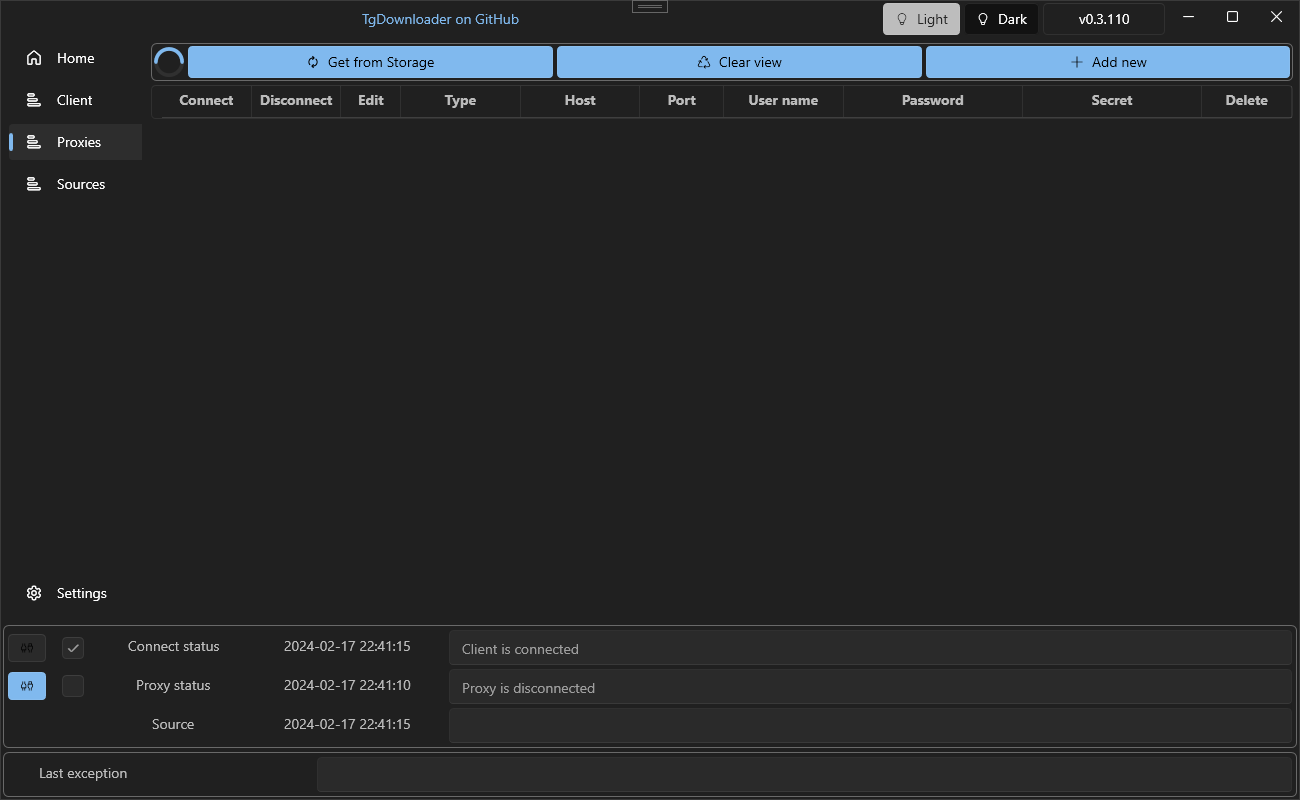 TgDownloader on GitHub
Light
Dark
v0.3.110
Home
Client
Proxies
Sources
Get from Storage
Clear view
Add new
Connect Disconnect Edit Type Host Port User name Password Secret Delete
Settings
Connect status 2024-02-17 22:41:15 Client is connected
Proxy status 2024-02-17 22:41:10 Proxy is disconnected
Source 2024-02-17 22:41:15
Last exception